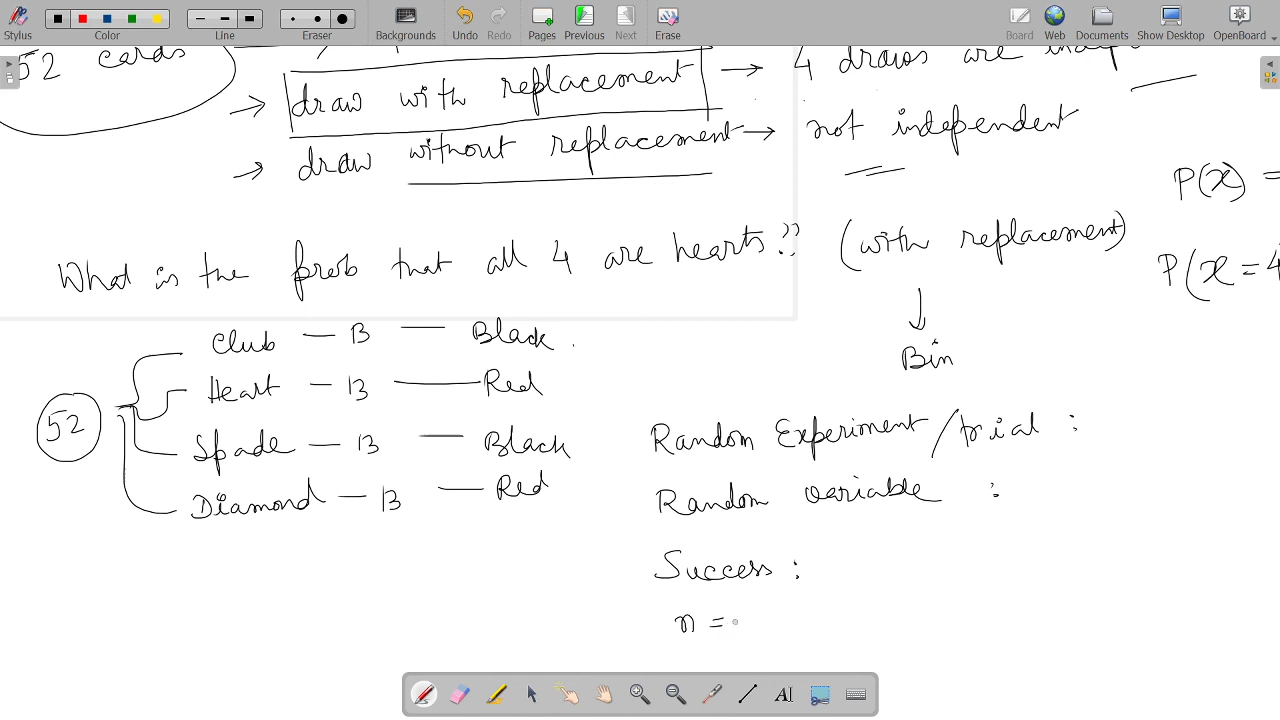 Stylus Color Line Eraser Backgrounds Undo Redo Pages Previous Next Erase Board Web Documents Show Desktop OpenBoard
52 cards
→ draw with replacement → 4 draws are
→ draw without replacement → not independent
P(x) =
What is the prob that all 4 are hearts?? (with replacement)
P(x = 4
↓
Bin
52
Club — 13 — Black .
Heart — 13 — Red
Spade — 13 — Black
Diamond — 13 — Red
Random Experiment/trial :
Random variable :
Success :
n =